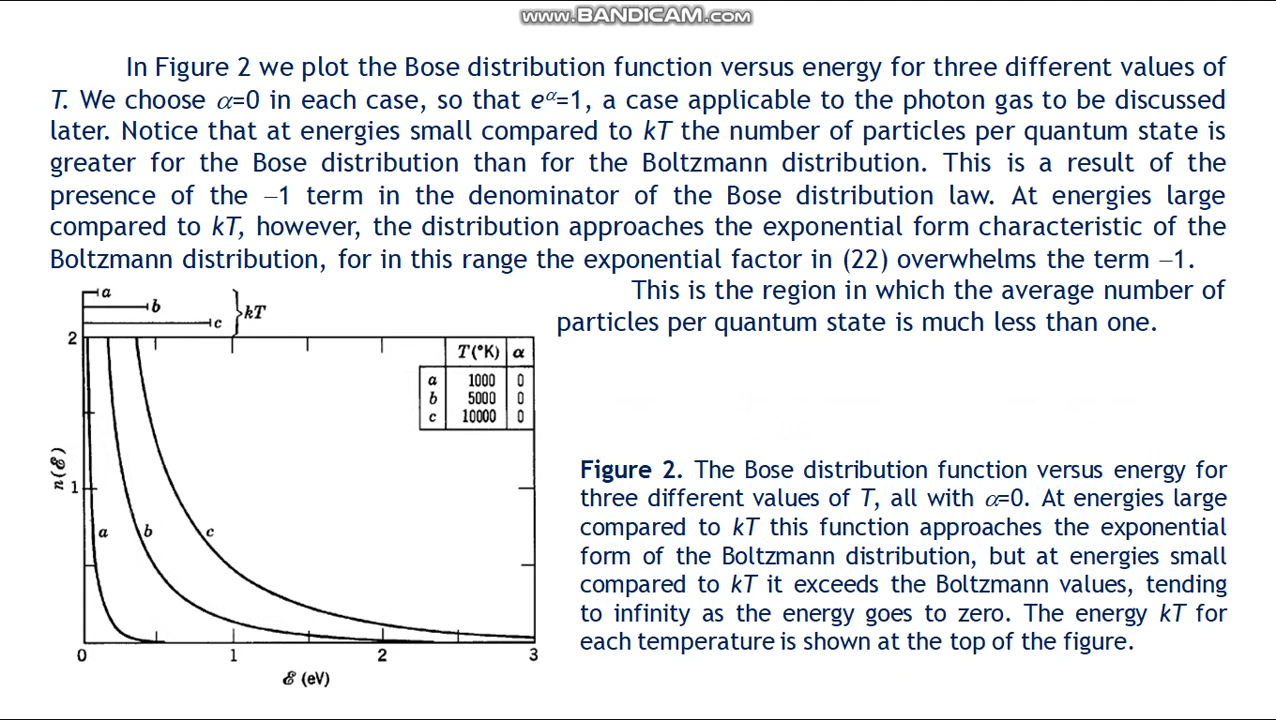 www.BANDICAM.com
In Figure 2 we plot the Bose distribution function versus energy for three different values of
T. We choose α=0 in each case, so that e^α=1, a case applicable to the photon gas to be discussed
later. Notice that at energies small compared to kT the number of particles per quantum state is
greater for the Bose distribution than for the Boltzmann distribution. This is a result of the
presence of the −1 term in the denominator of the Bose distribution law. At energies large
compared to kT, however, the distribution approaches the exponential form characteristic of the
Boltzmann distribution, for in this range the exponential factor in (22) overwhelms the term −1.
This is the region in which the average number of
particles per quantum state is much less than one.
a
b
c
kT
2
T(°K) α
a 1000 0
b 5000 0
c 10000 0
n(ℰ)
1
a
b
c
0 1 2 3
ℰ (eV)
Figure 2. The Bose distribution function versus energy for
three different values of T, all with α=0. At energies large
compared to kT this function approaches the exponential
form of the Boltzmann distribution, but at energies small
compared to kT it exceeds the Boltzmann values, tending
to infinity as the energy goes to zero. The energy kT for
each temperature is shown at the top of the figure.